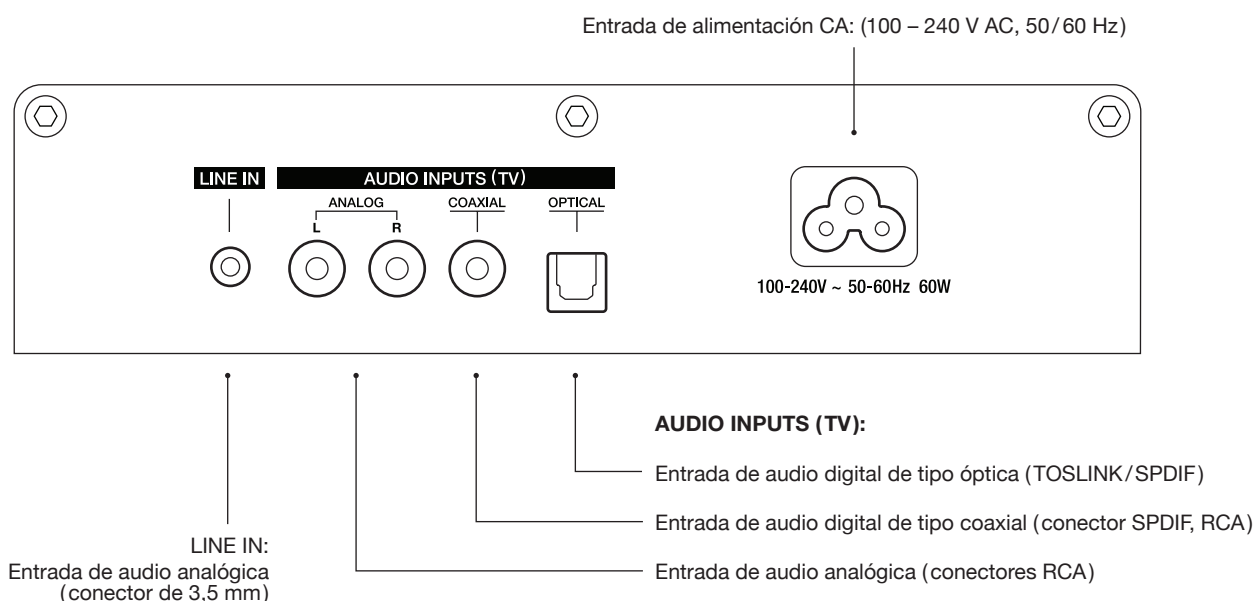 Entrada de alimentación CA: (100 – 240 V AC, 50/60 Hz)
LINE IN
AUDIO INPUTS (TV)
ANALOG
COAXIAL
OPTICAL
L
R
100-240V ~ 50-60Hz 60W
AUDIO INPUTS (TV):
Entrada de audio digital de tipo óptica (TOSLINK/SPDIF)
Entrada de audio digital de tipo coaxial (conector SPDIF, RCA)
Entrada de audio analógica (conectores RCA)
LINE IN:
Entrada de audio analógica
(conector de 3,5 mm)